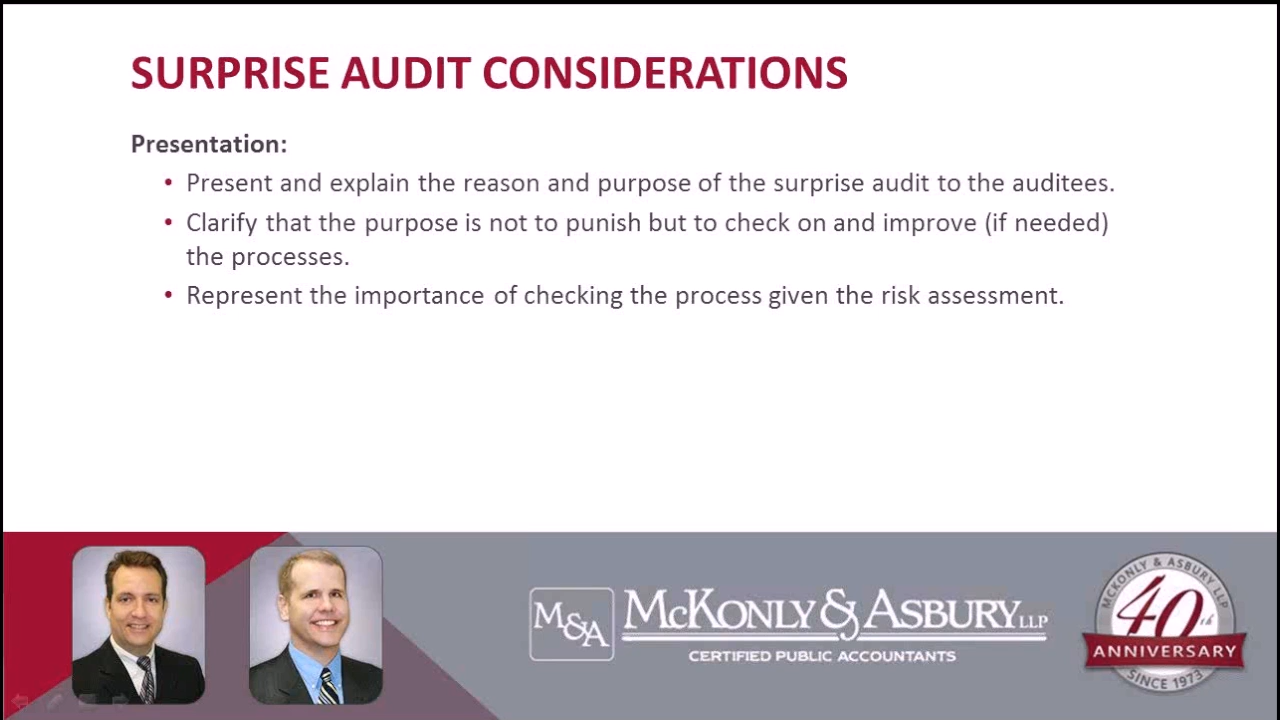 SURPRISE AUDIT CONSIDERATIONS
Presentation:
• Present and explain the reason and purpose of the surprise audit to the auditees.
• Clarify that the purpose is not to punish but to check on and improve (if needed)
the processes.
• Represent the importance of checking the process given the risk assessment.
M&A
McKonly & Asbury LLP
CERTIFIED PUBLIC ACCOUNTANTS
McKONLY & ASBURY LLP
40th
ANNIVERSARY
SINCE 1973